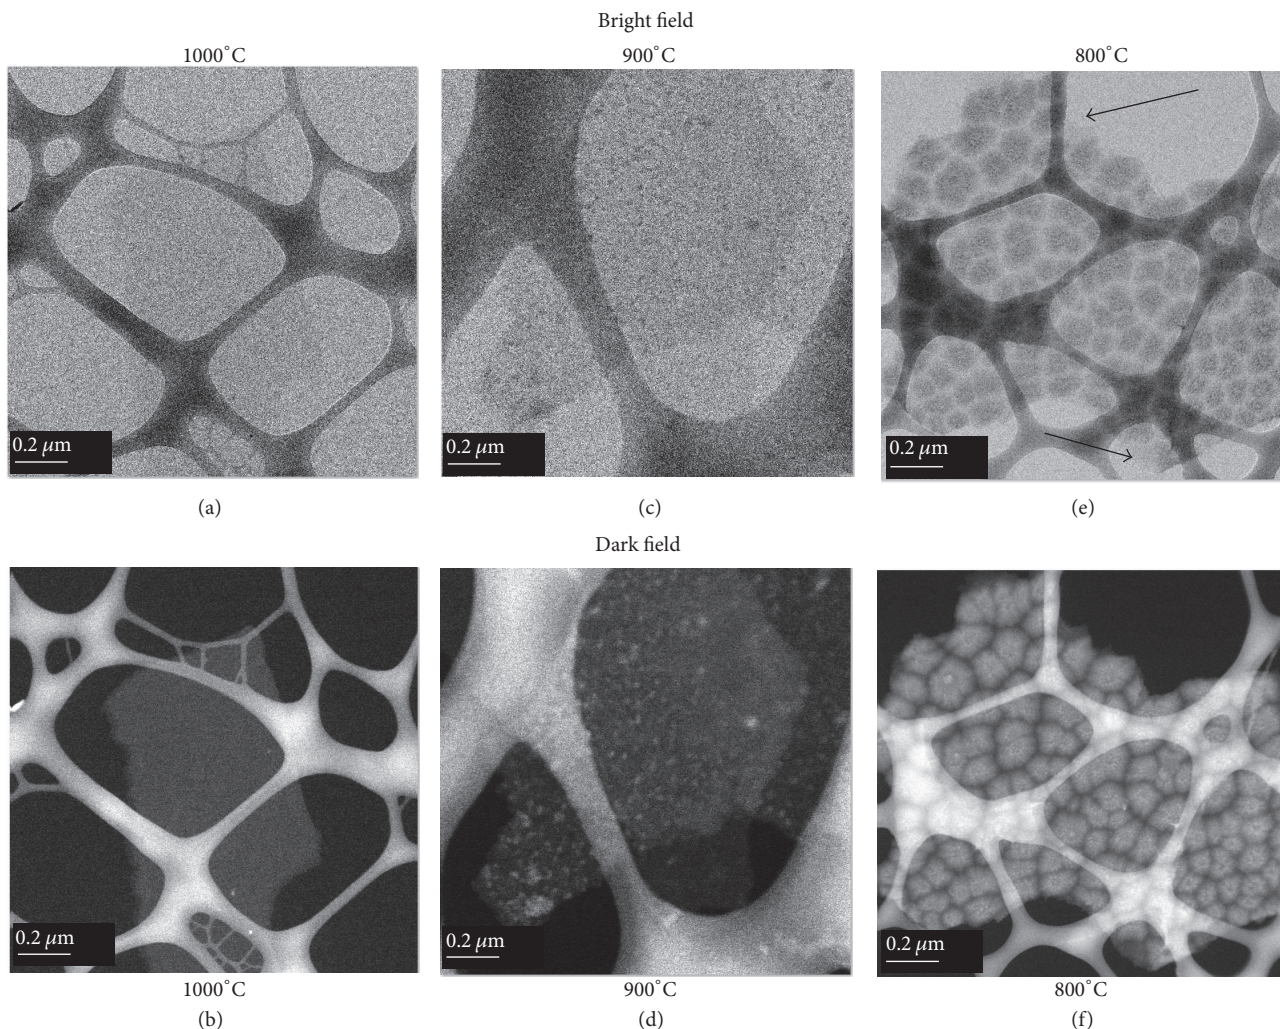 Bright field
1000°C
900°C
800°C
0.2 μm
0.2 μm
0.2 μm
(a)
(c)
(e)
Dark field
0.2 μm
0.2 μm
0.2 μm
1000°C
900°C
800°C
(b)
(d)
(f)